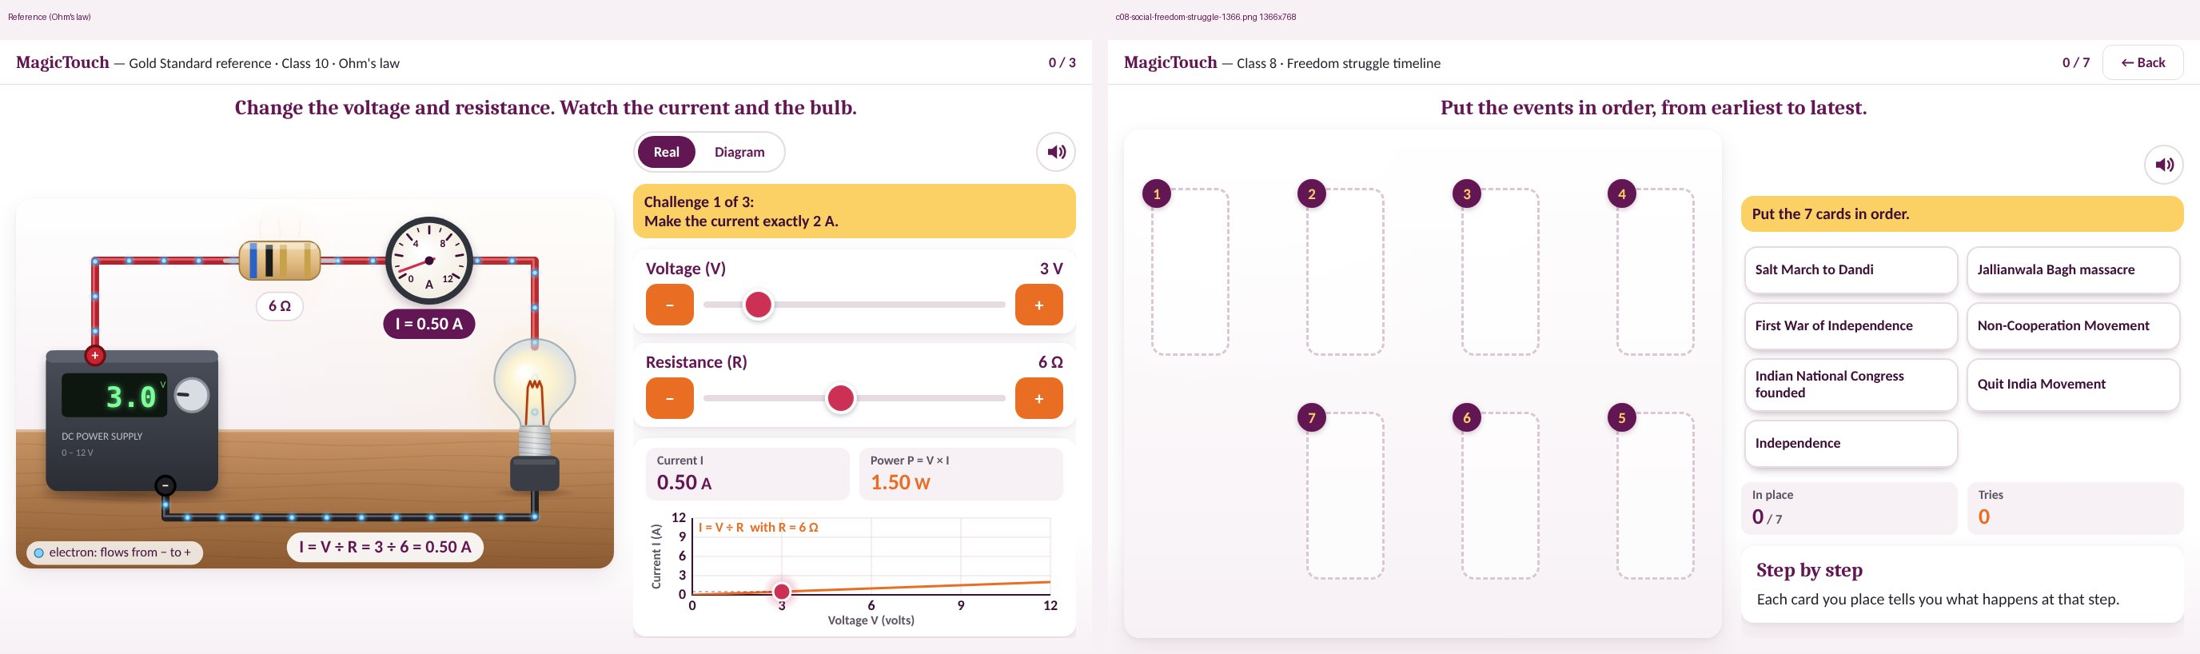 Reference (Ohm's law)
MagicTouch — Gold Standard reference · Class 10 · Ohm's law
0 / 3
Change the voltage and resistance. Watch the current and the bulb.
Real
Diagram
Challenge 1 of 3:
Make the current exactly 2 A.
4
8
0
12
A
6 Ω
I = 0.50 A
+
3.0
V
DC POWER SUPPLY
0 – 12 V
−
electron: flows from − to +
I = V ÷ R = 3 ÷ 6 = 0.50 A
Voltage (V)
3 V
−
+
Resistance (R)
6 Ω
−
+
Current I
0.50 A
Power P = V × I
1.50 W
I = V ÷ R with R = 6 Ω
Current I (A)
12
9
6
3
0
0
3
6
9
12
Voltage V (volts)
c08-social-freedom-struggle-1366.png 1366x768
MagicTouch — Class 8 · Freedom struggle timeline
0 / 7
← Back
Put the events in order, from earliest to latest.
1
2
3
4
7
6
5
Put the 7 cards in order.
Salt March to Dandi
Jallianwala Bagh massacre
First War of Independence
Non-Cooperation Movement
Indian National Congress
founded
Quit India Movement
Independence
In place
0 / 7
Tries
0
Step by step
Each card you place tells you what happens at that step.